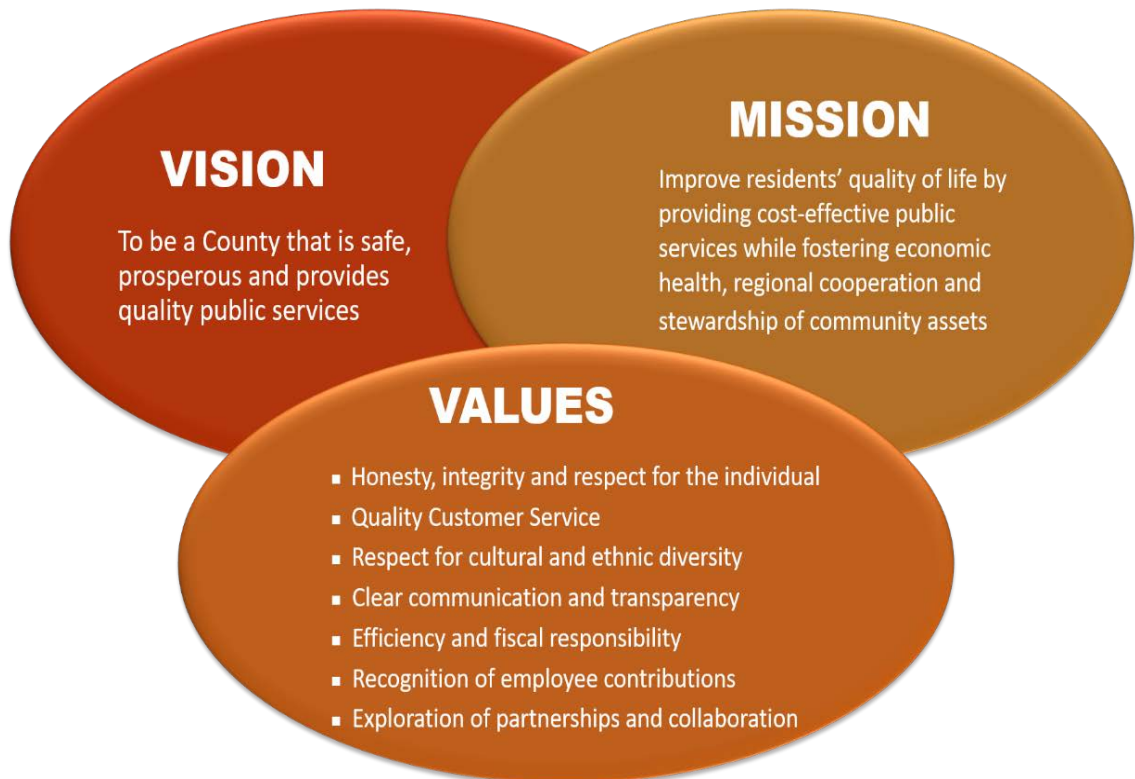 VISION
To be a County that is safe,
prosperous and provides
quality public services
MISSION
Improve residents’ quality of life by
providing cost-effective public
services while fostering economic
health, regional cooperation and
stewardship of community assets
VALUES
▪ Honesty, integrity and respect for the individual
▪ Quality Customer Service
▪ Respect for cultural and ethnic diversity
▪ Clear communication and transparency
▪ Efficiency and fiscal responsibility
▪ Recognition of employee contributions
▪ Exploration of partnerships and collaboration